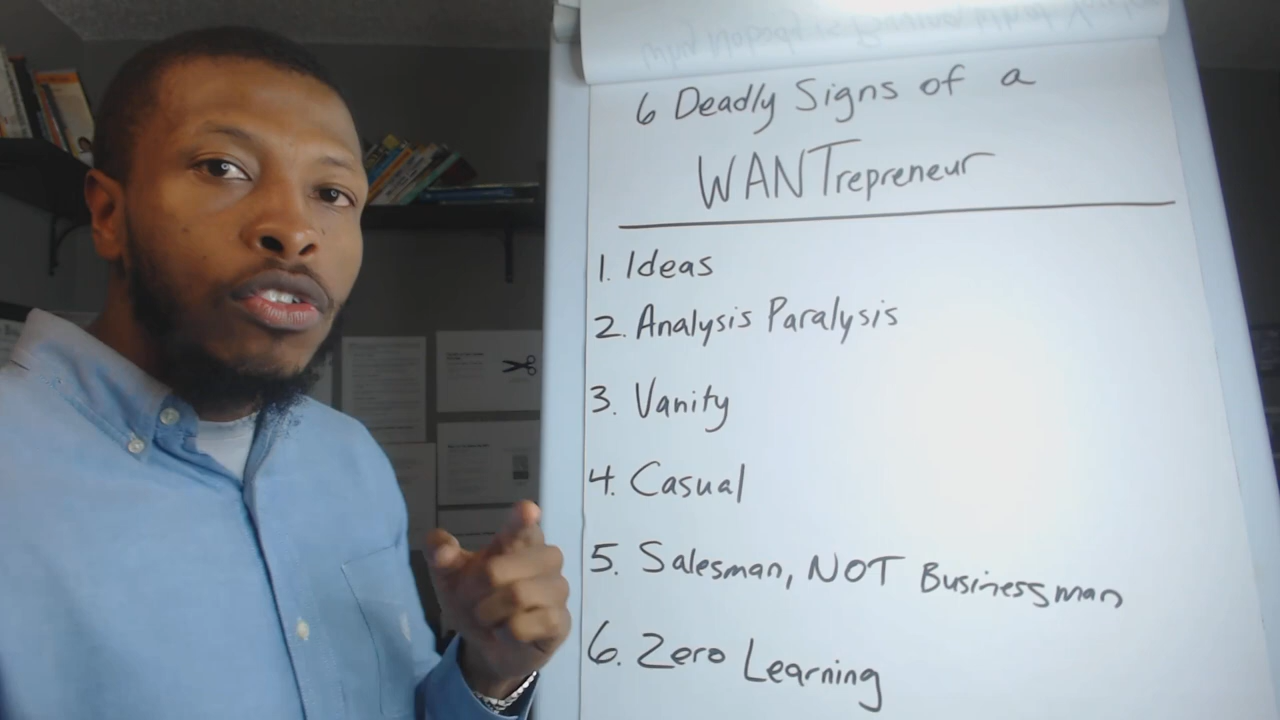 6 Deadly Signs of a
WANTrepreneur
1. Ideas
2. Analysis Paralysis
3. Vanity
4. Casual
5. Salesman, NOT Businessman
6. Zero Learning